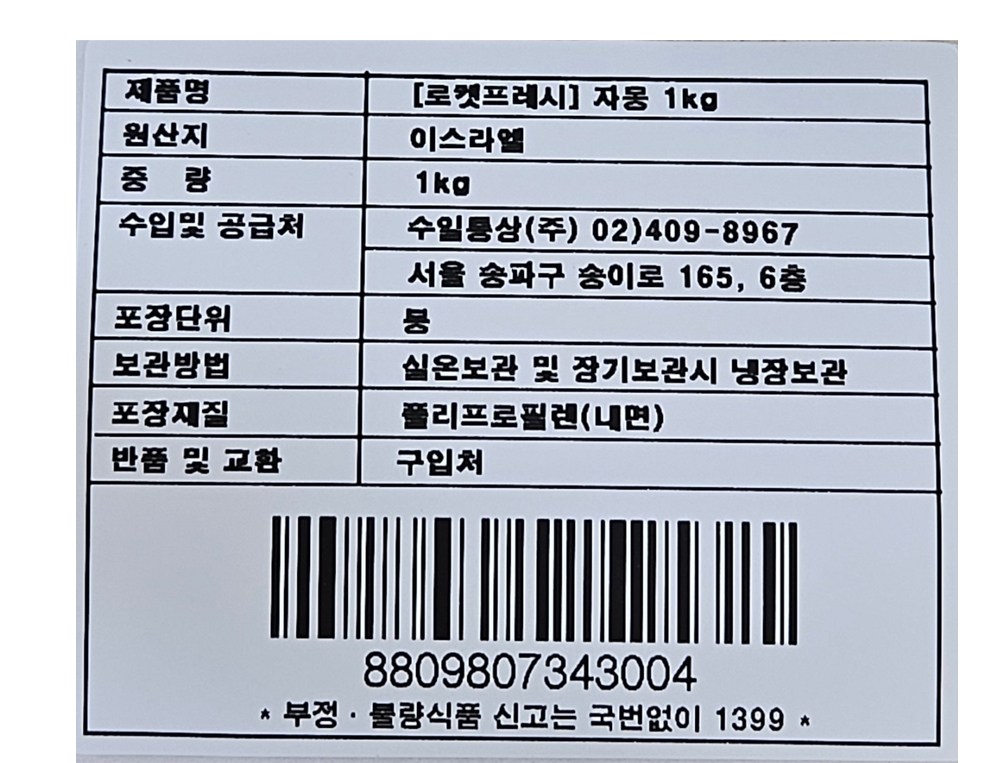 제품명 [로켓프레시] 자몽 1kg
원산지 이스라엘
중 량 1kg
수입및 공급처 수일통상(주) 02)409-8967
서울 송파구 송이로 165, 6층
포장단위 봉
보관방법 실온보관 및 장기보관시 냉장보관
포장재질 폴리프로필렌(내면)
반품 및 교환 구입처
8809807343004
* 부정 · 불량식품 신고는 국번없이 1399 *